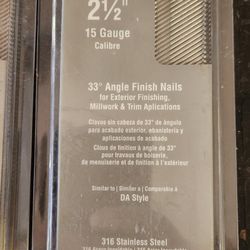 2½"
15 Gauge
Calibre
33° Angle Finish Nails
for Exterior Finishing,
Millwork & Trim Aplications
Clavos sin cabeza de 33° de ángulo
para acabado exterior, ebanistería y
aplicaciones de acabado
Clous de finition à angle de 33°
pour travaux de boiserie,
de menuiserie et de finition à l'extérieur
Similar to | Similar a | Comparable à
DA Style
316 Stainless Steel